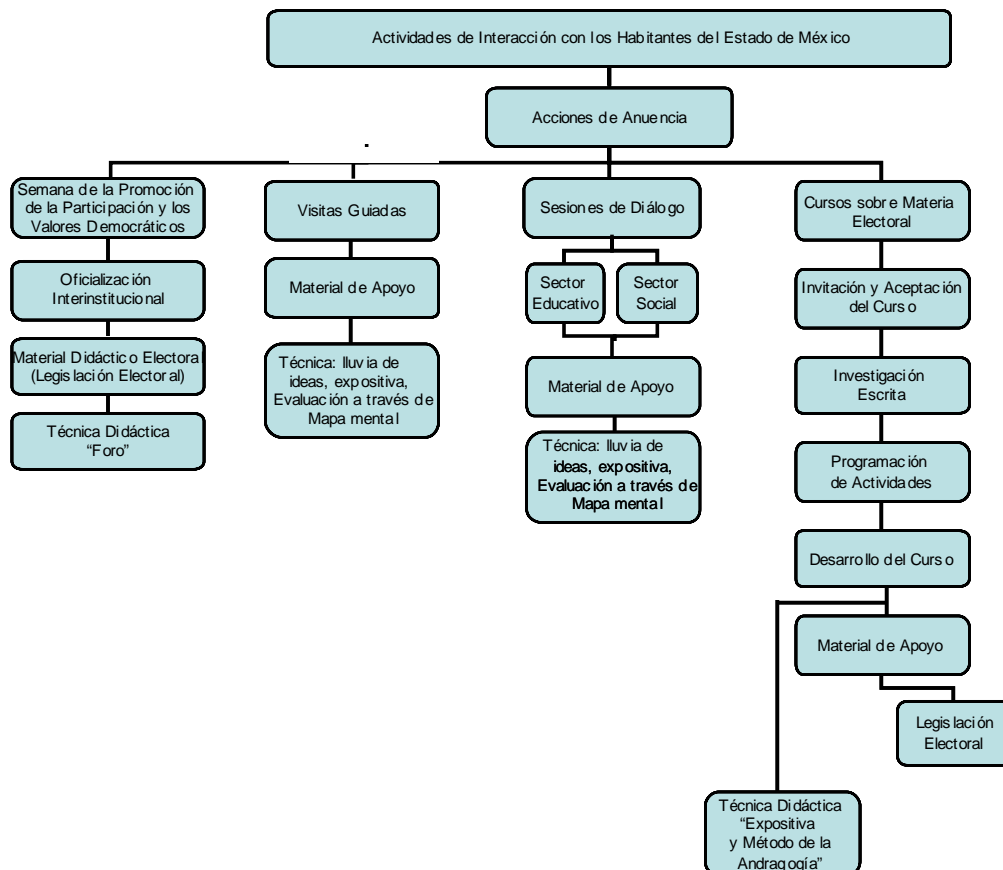 Actividades de Interacción con los Habitantes del Estado de México
Acciones de Anuencia
Semana de la Promoción
de la Participación y los
Valores Democráticos
Oficialización
Interinstitucional
Material Didáctico Electoral
(Legislación Electoral)
Técnica Didáctica
“Foro”
Visitas Guiadas
Material de Apoyo
Técnica: lluvia de
ideas, expositiva,
Evaluación a través de
Mapa mental
Sesiones de Diálogo
Sector
Educativo
Sector
Social
Material de Apoyo
Técnica: lluvia de
ideas, expositiva,
Evaluación a través de
Mapa mental
Cursos sobre Materia
Electoral
Invitación y Aceptación
del Curso
Investigación
Escrita
Programación
de Actividades
Desarrollo del Curso
Material de Apoyo
Legislación
Electoral
Técnica Didáctica
“Expositiva
y Método de la
Andragogía”